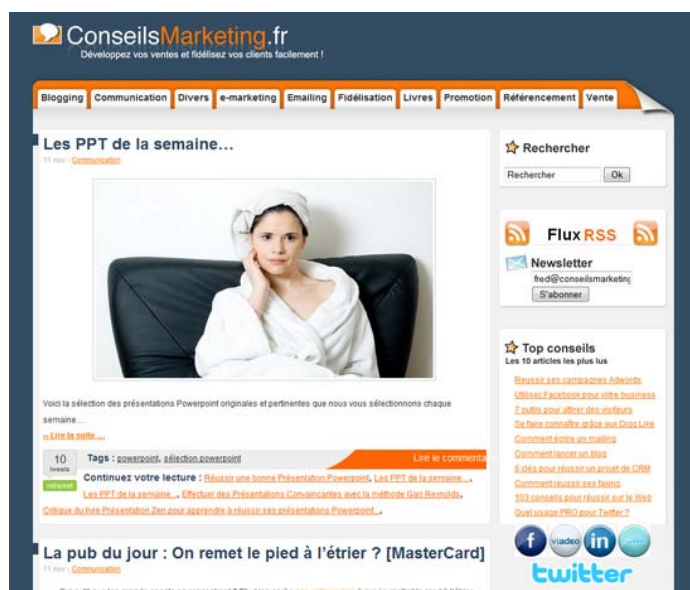 ConseilsMarketing.fr
Développez vos ventes et fidélisez vos clients facilement !
Blogging Communication Divers e-marketing Emailing Fidélisation Livres Promotion Référencement Vente
Les PPT de la semaine…
11 nov - Communication
Voici la sélection des présentations Powerpoint originales et pertinentes que nous vous sélectionnons chaque
semaine…
Lire la suite …
10
tweets
retweet
Tags : powerpoint, sélection powerpoint
Lire le commenta
Continuez votre lecture : Réussir une bonne Présentation Powerpoint, Les PPT de la semaine…,
Les PPT de la semaine…, Effectuer des Présentations Convaincantes avec la méthode Garr Reynolds,
Critique du livre Présentation Zen pour apprendre à réussir ses présentations Powerpoint…,
La pub du jour : On remet le pied à l'étrier ? [MasterCard]
11 nov - Communication
Rechercher
Rechercher Ok
Flux RSS
Newsletter
fred@conseilsmarketing
S'abonner
Top conseils
Les 10 articles les plus lus
Reussir ses campagnes Adwords
Utilisez Facebook pour votre business
7 outils pour attirer des visiteurs
Se faire connaître grâce aux Digg Like
Comment écrire un mailing
Comment lancer un blog
6 clés pour réussir un projet de CRM
Comment réussir ses faxing
103 conseils pour réussir sur le Web
Quel usage PRO pour Twitter ?
f viadeo in
twitter